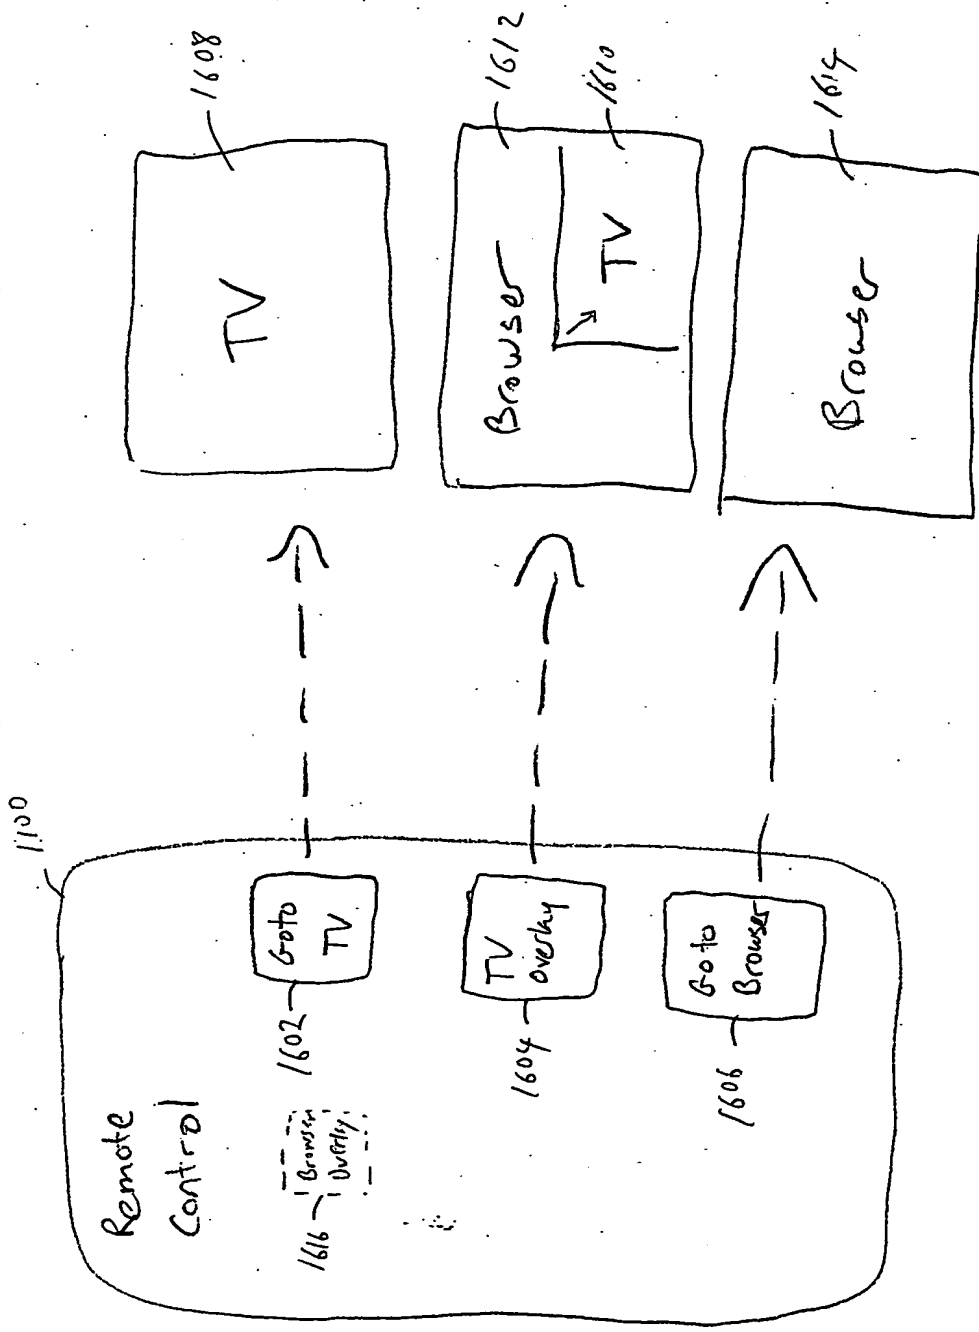 1100
Remote
Control
1616
Browser
Overlay
1602
Goto
TV
1604
TV
Overlay
1606
Goto
Browser
TV
1608
Browser
1612
TV
1610
Browser
1614